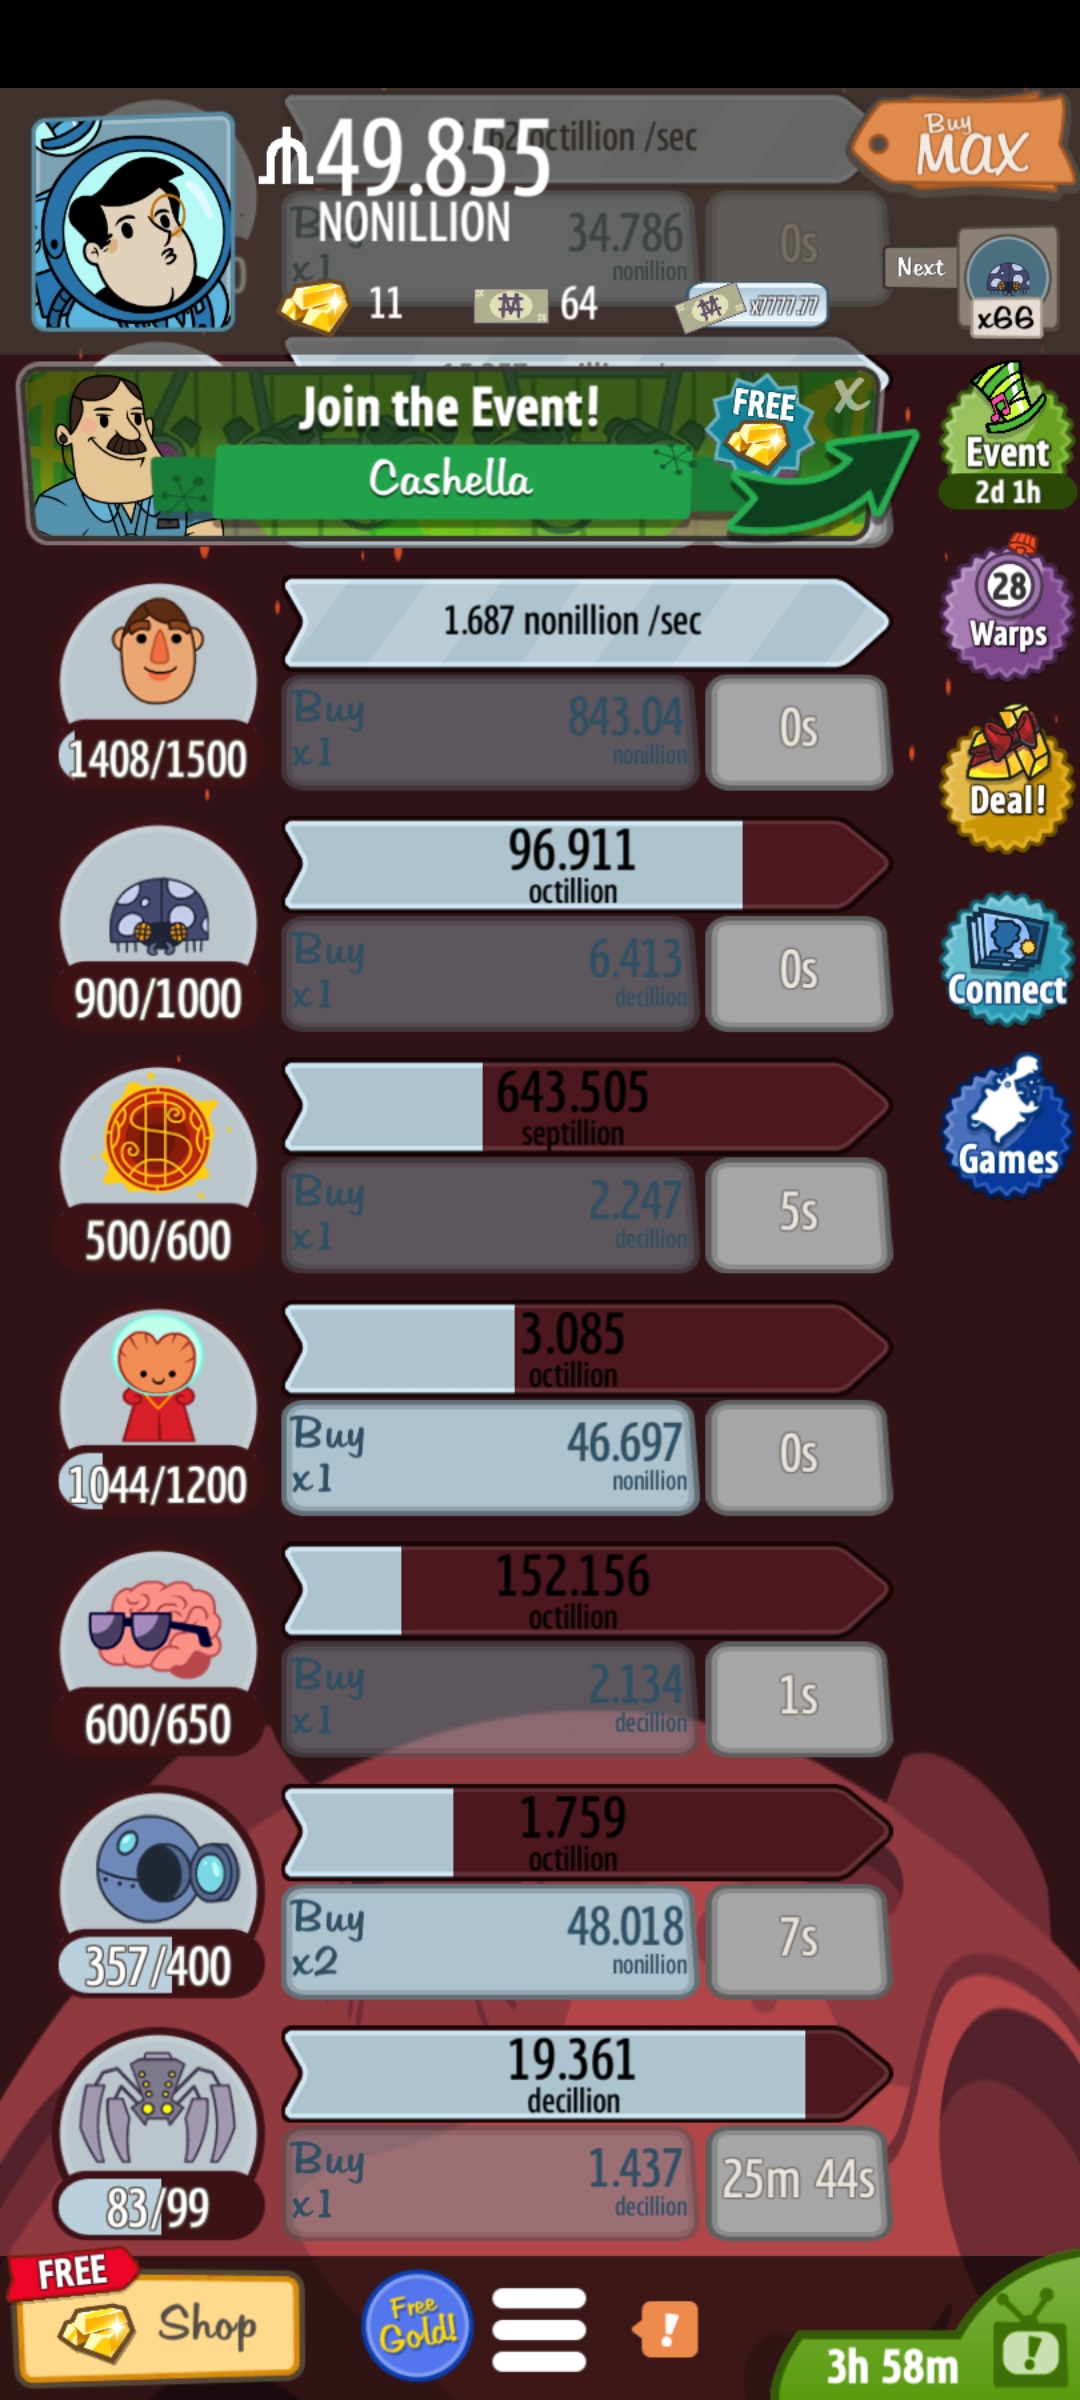 49.855
NONILLION
octillion /sec
Buy
MAX
Buy
x1
34.786
nonillion
0s
11
64
x7777.77
Next
x66
Join the Event!
FREE
X
Cashella
Event
2d 1h
1.687 nonillion /sec
1408/1500
Buy
x1
843.04
nonillion
0s
28
Warps
Deal!
96.911
octillion
900/1000
Buy
x1
6.413
decillion
0s
Connect
643.505
septillion
500/600
Buy
x1
2.247
decillion
5s
Games
3.085
octillion
1044/1200
Buy
x1
46.697
nonillion
0s
152.156
octillion
600/650
Buy
x1
2.134
decillion
1s
1.759
octillion
357/400
Buy
x2
48.018
nonillion
7s
19.361
decillion
83/99
Buy
x1
1.437
decillion
25m 44s
FREE
Shop
Free
Gold!
!
3h 58m
!